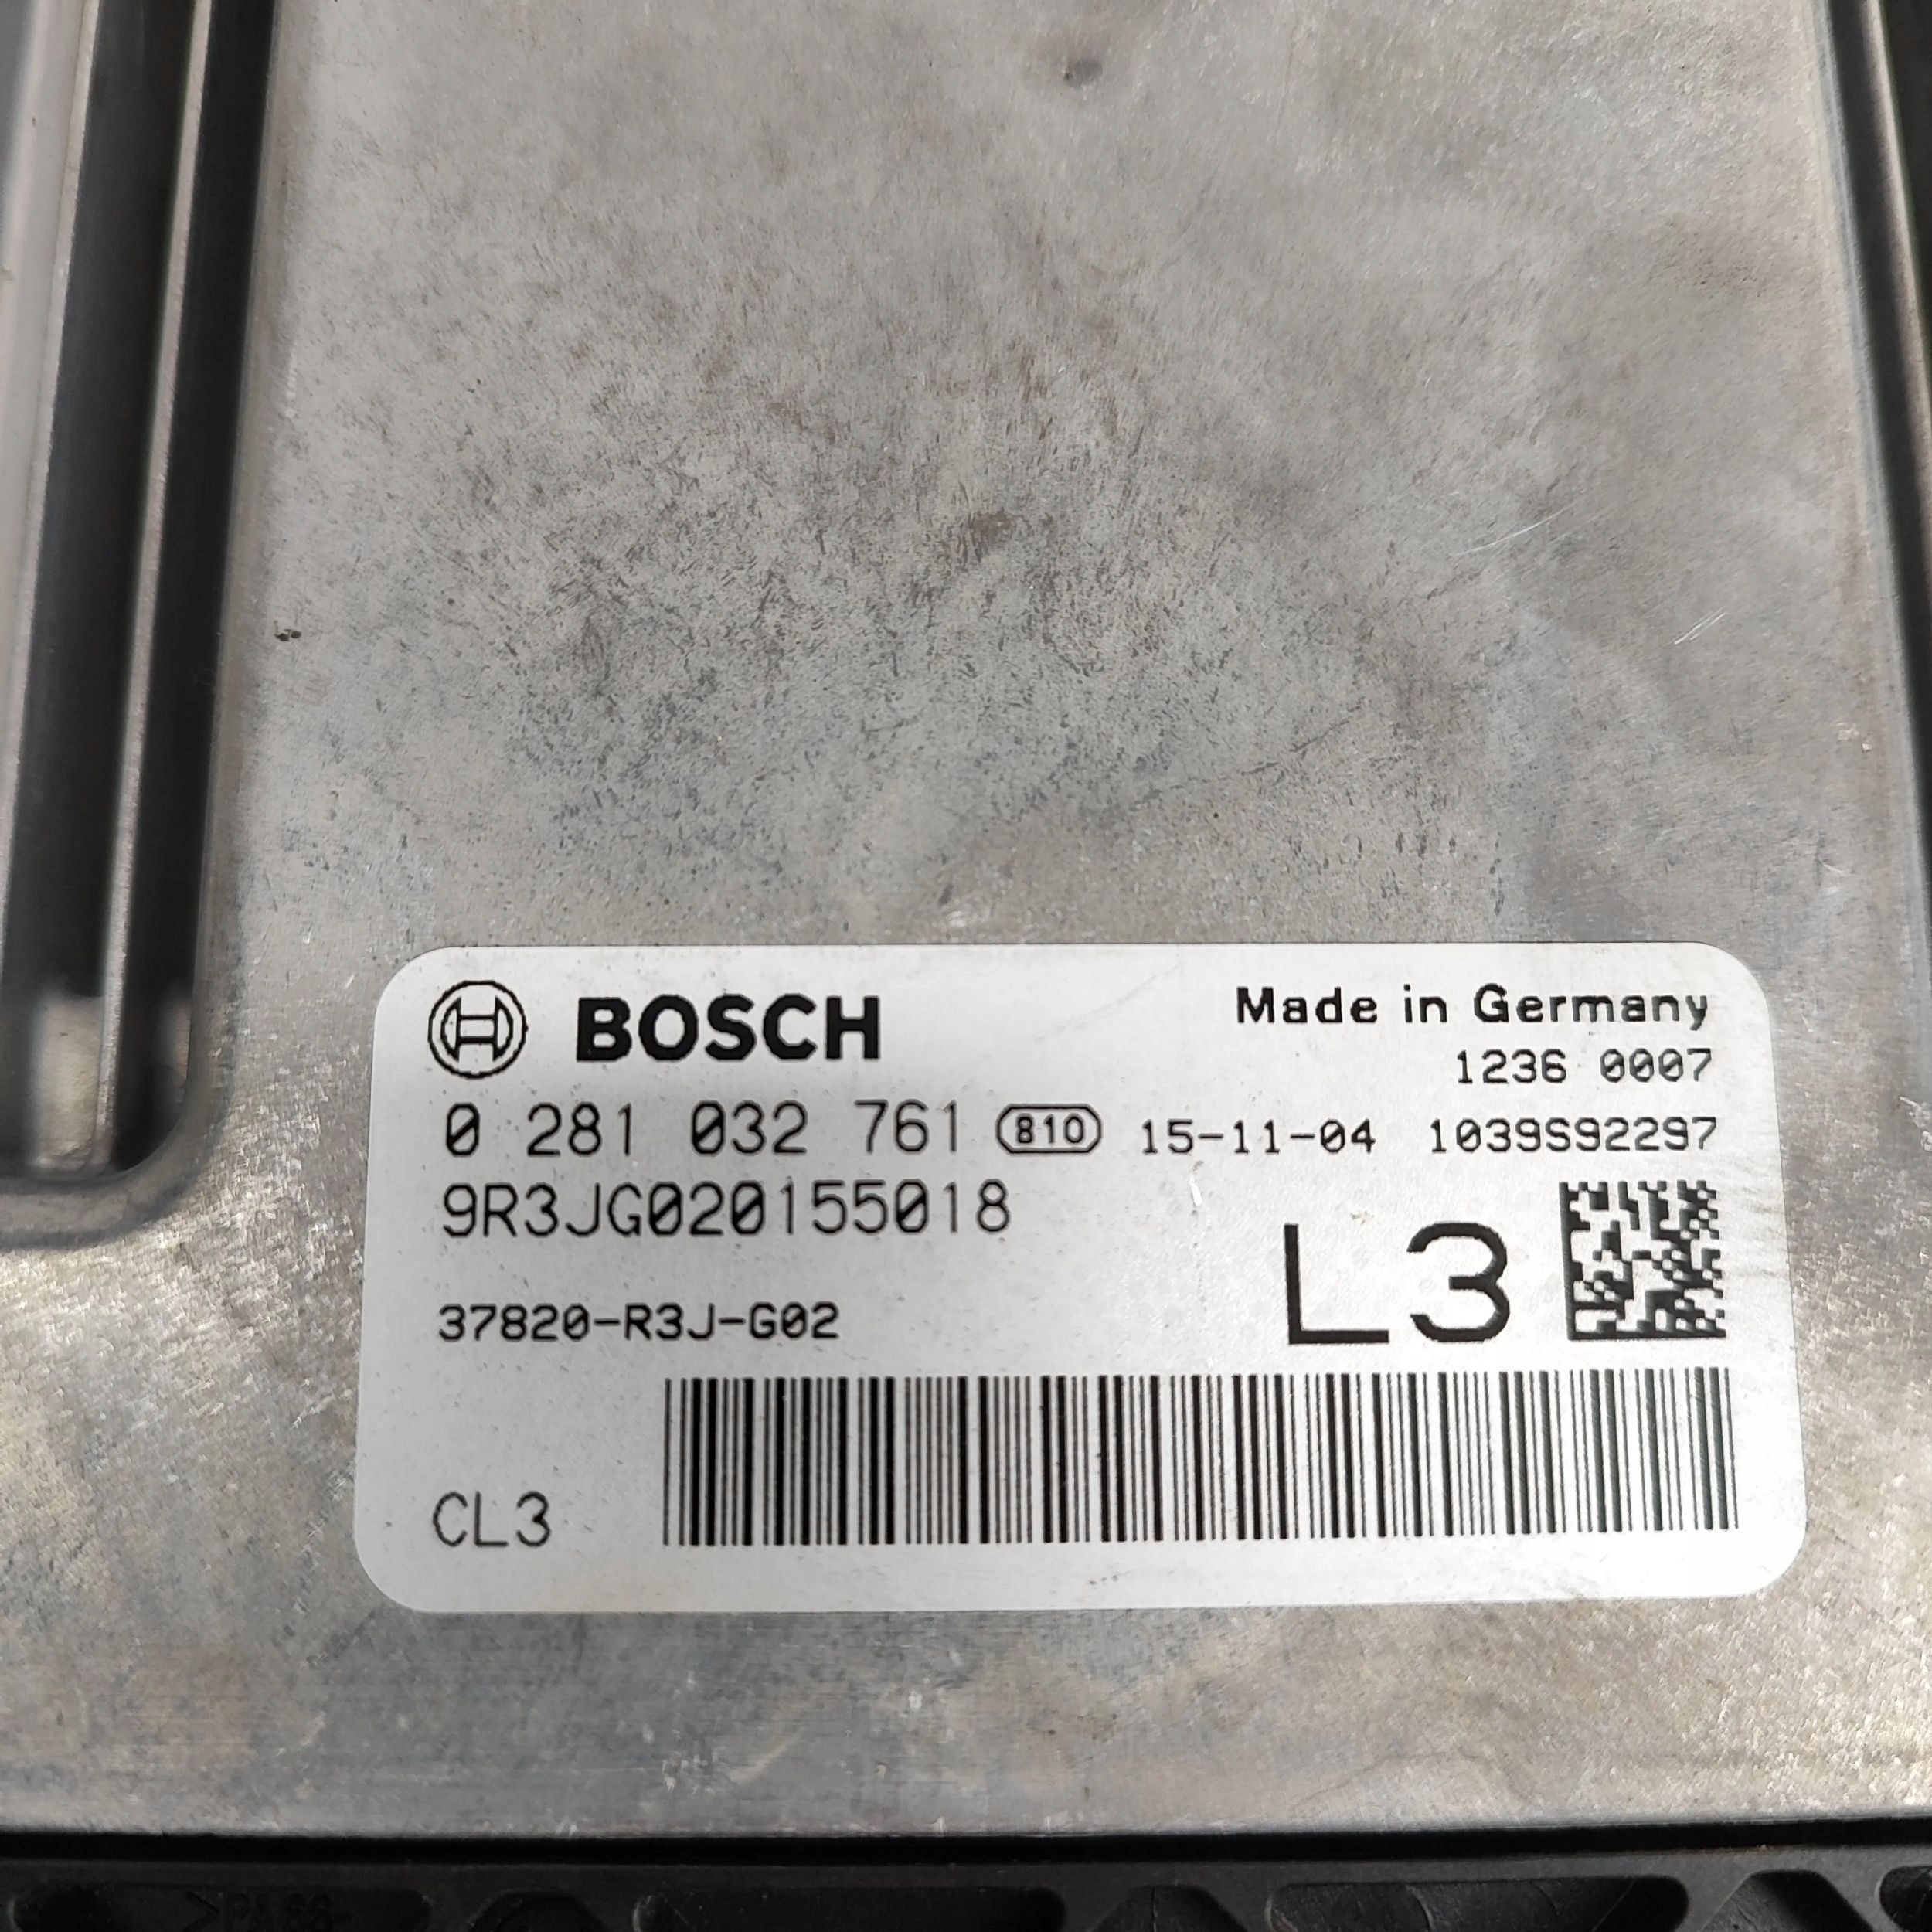 BOSCH Made in Germany
1236 0007
0 281 032 761 810 15-11-04 1039S92297
9R3JG020155018
L3
37820-R3J-G02
CL3
>PA66-